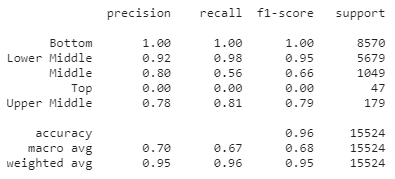 precision recall f1-score support
Bottom 1.00 1.00 1.00 8570
Lower Middle 0.92 0.98 0.95 5679
Middle 0.80 0.56 0.66 1049
Top 0.00 0.00 0.00 47
Upper Middle 0.78 0.81 0.79 179
accuracy 0.96 15524
macro avg 0.70 0.67 0.68 15524
weighted avg 0.95 0.96 0.95 15524